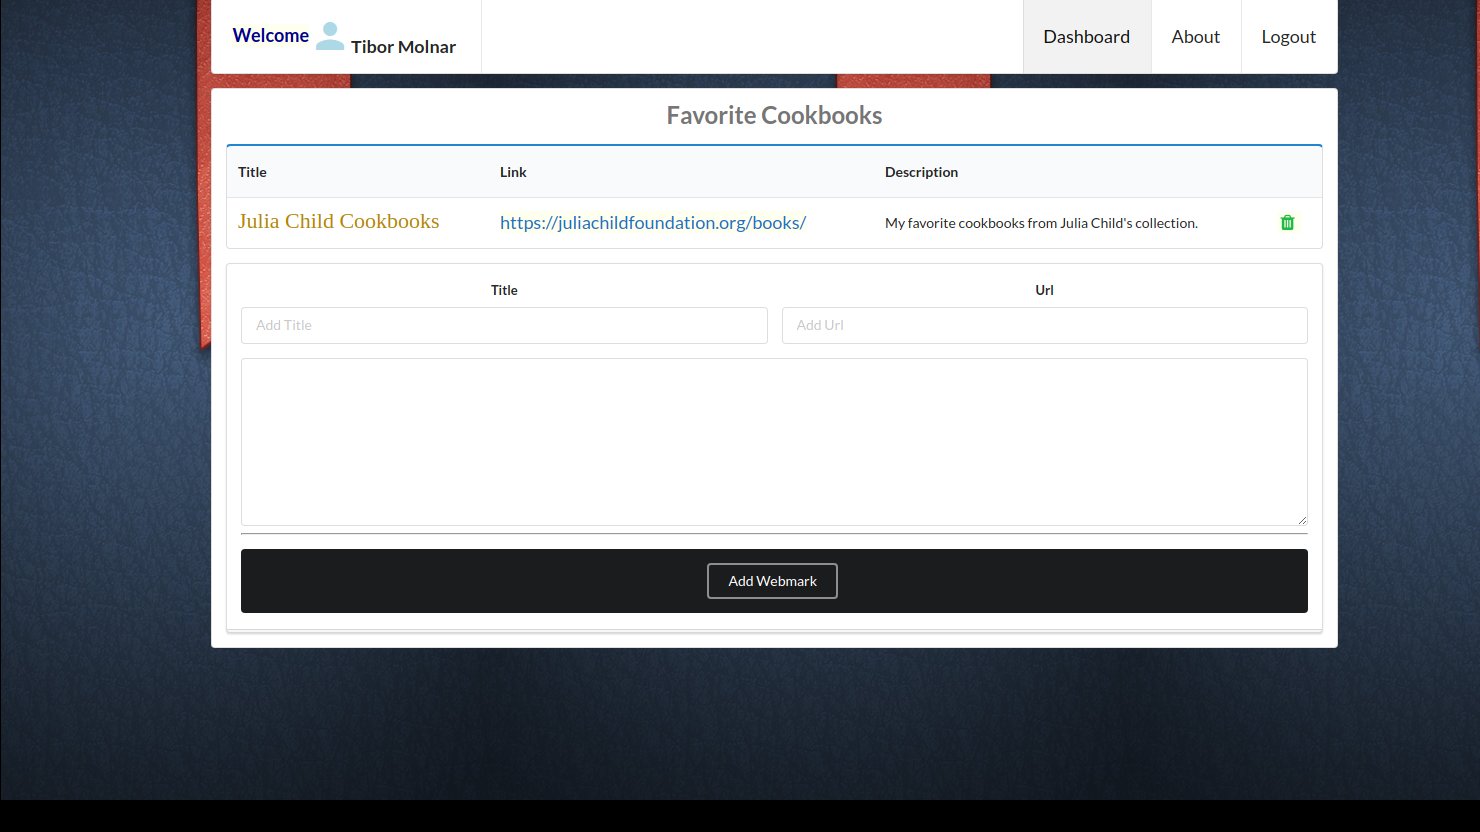 Welcome Tibor Molnar
Dashboard About Logout
Favorite Cookbooks
Title Link Description
Julia Child Cookbooks https://juliachildfoundation.org/books/ My favorite cookbooks from Julia Child's collection.
Title Url
Add Title Add Url
Add Webmark